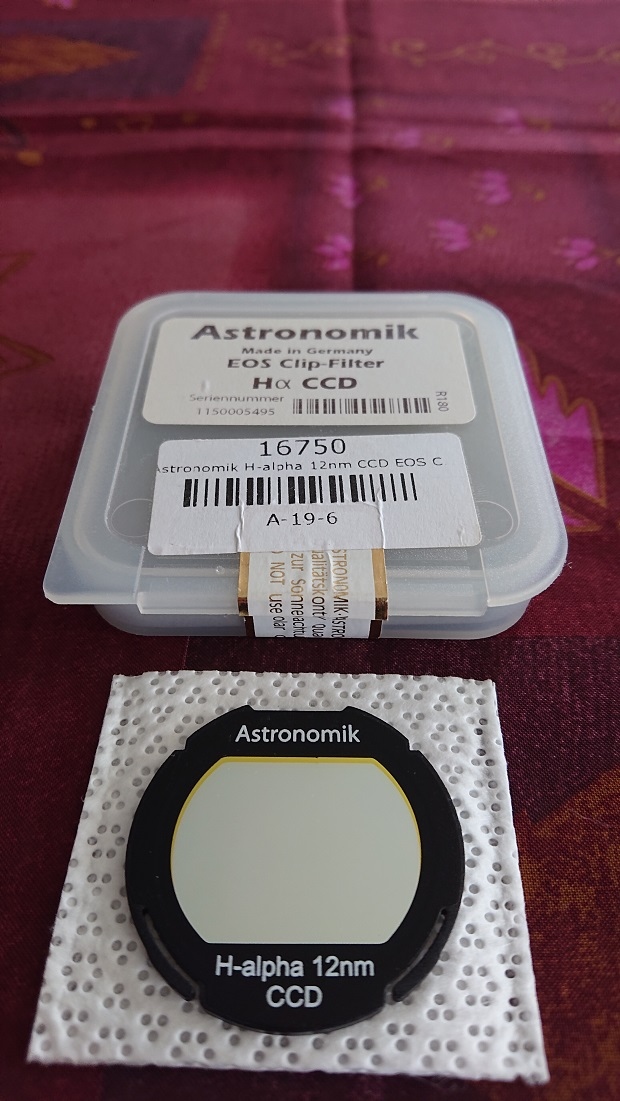 Astronomik
Made in Germany
EOS Clip-Filter
Hα CCD
Seriennummer
1150005495
R180
16750
Astronomik H-alpha 12nm CCD EOS C
A-19-6
NOT use
zur
Astronomik
H-alpha 12nm
CCD